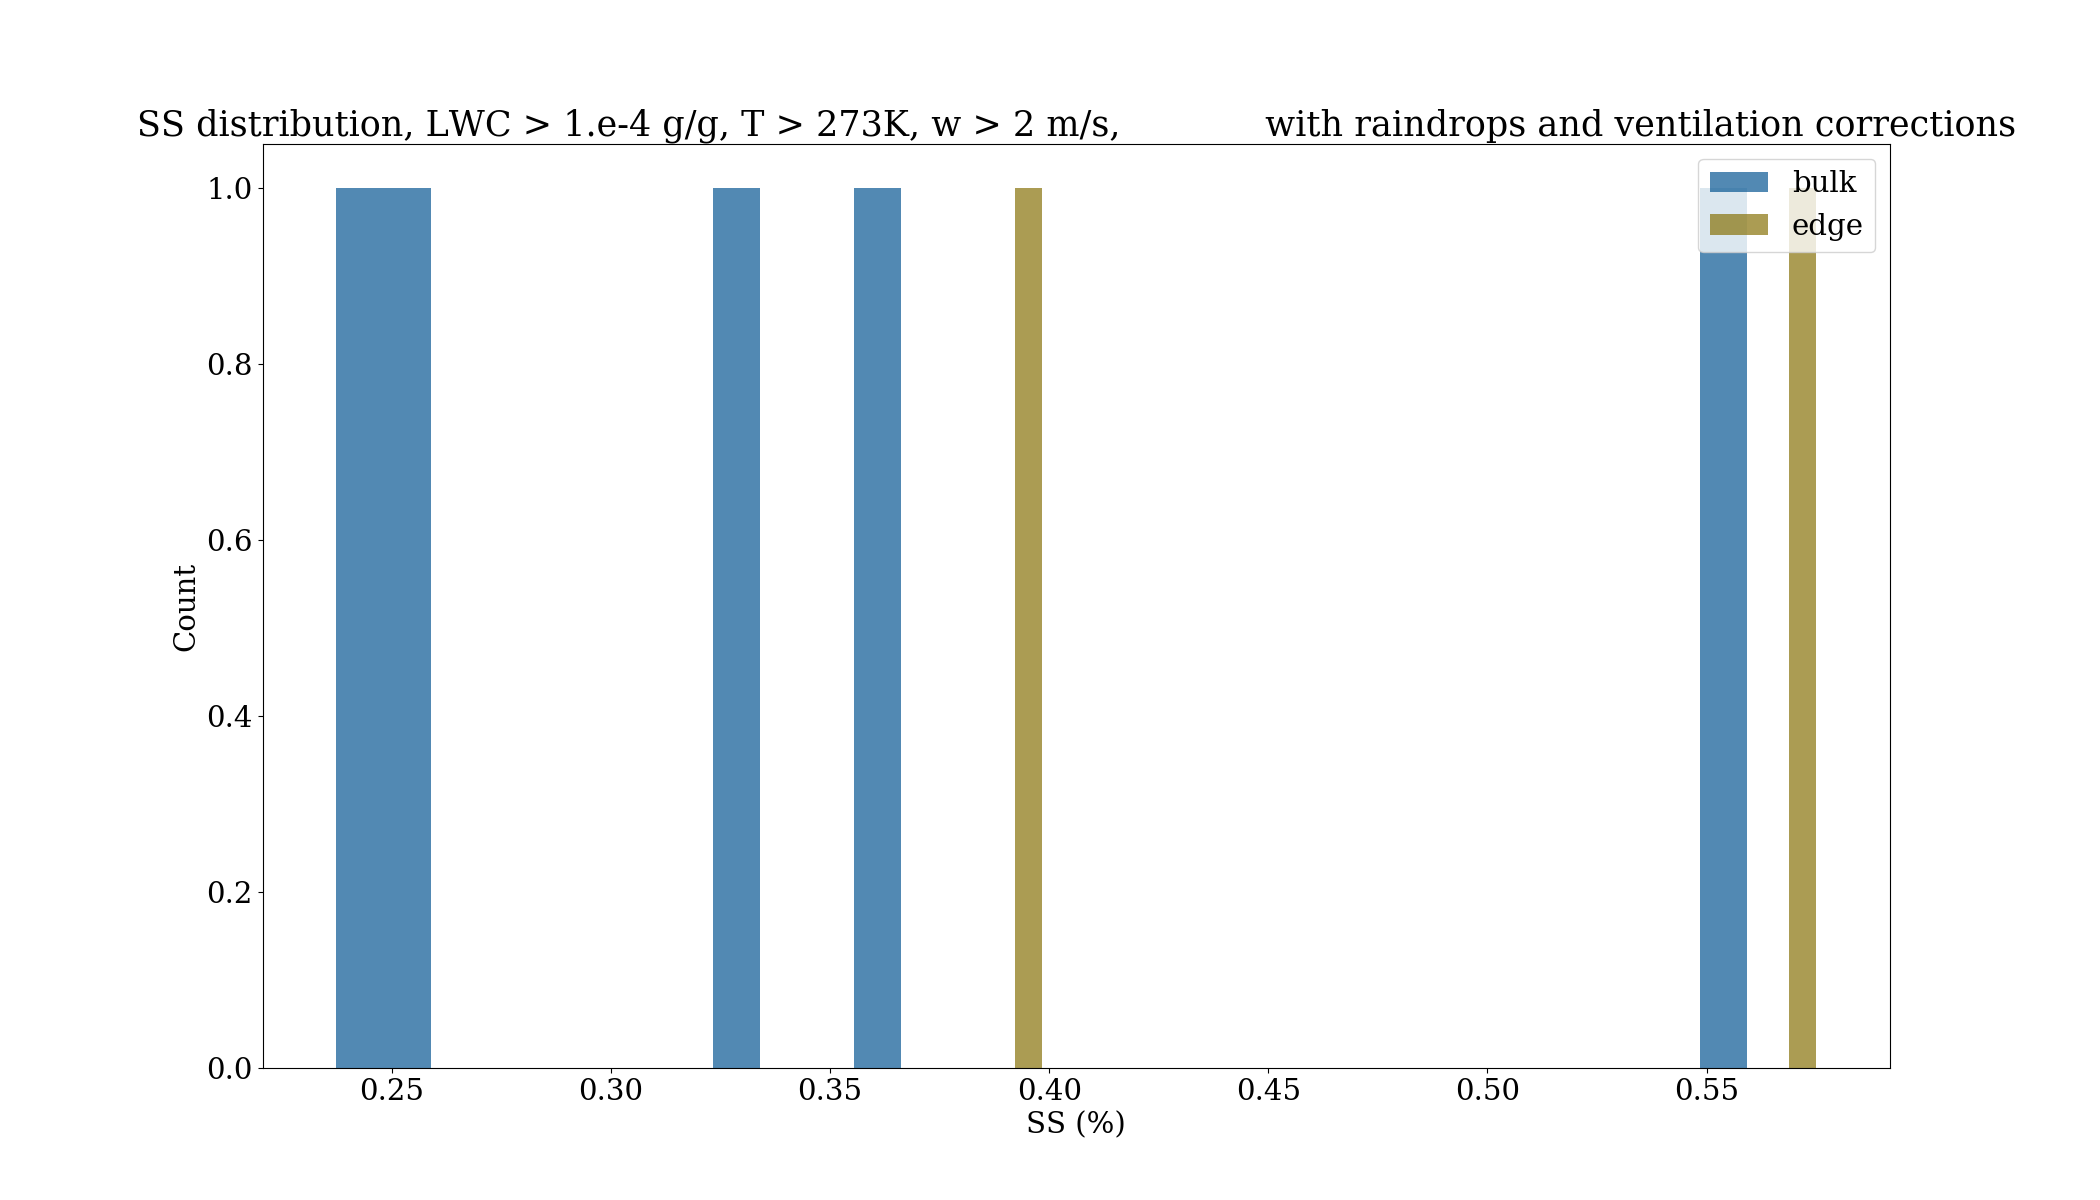 SS distribution, LWC > 1.e-4 g/g, T > 273K, w > 2 m/s, with raindrops and ventilation corrections
bulk
edge
1.0
0.8
0.6
0.4
0.2
0.0
Count
0.25 0.30 0.35 0.40 0.45 0.50 0.55
SS (%)